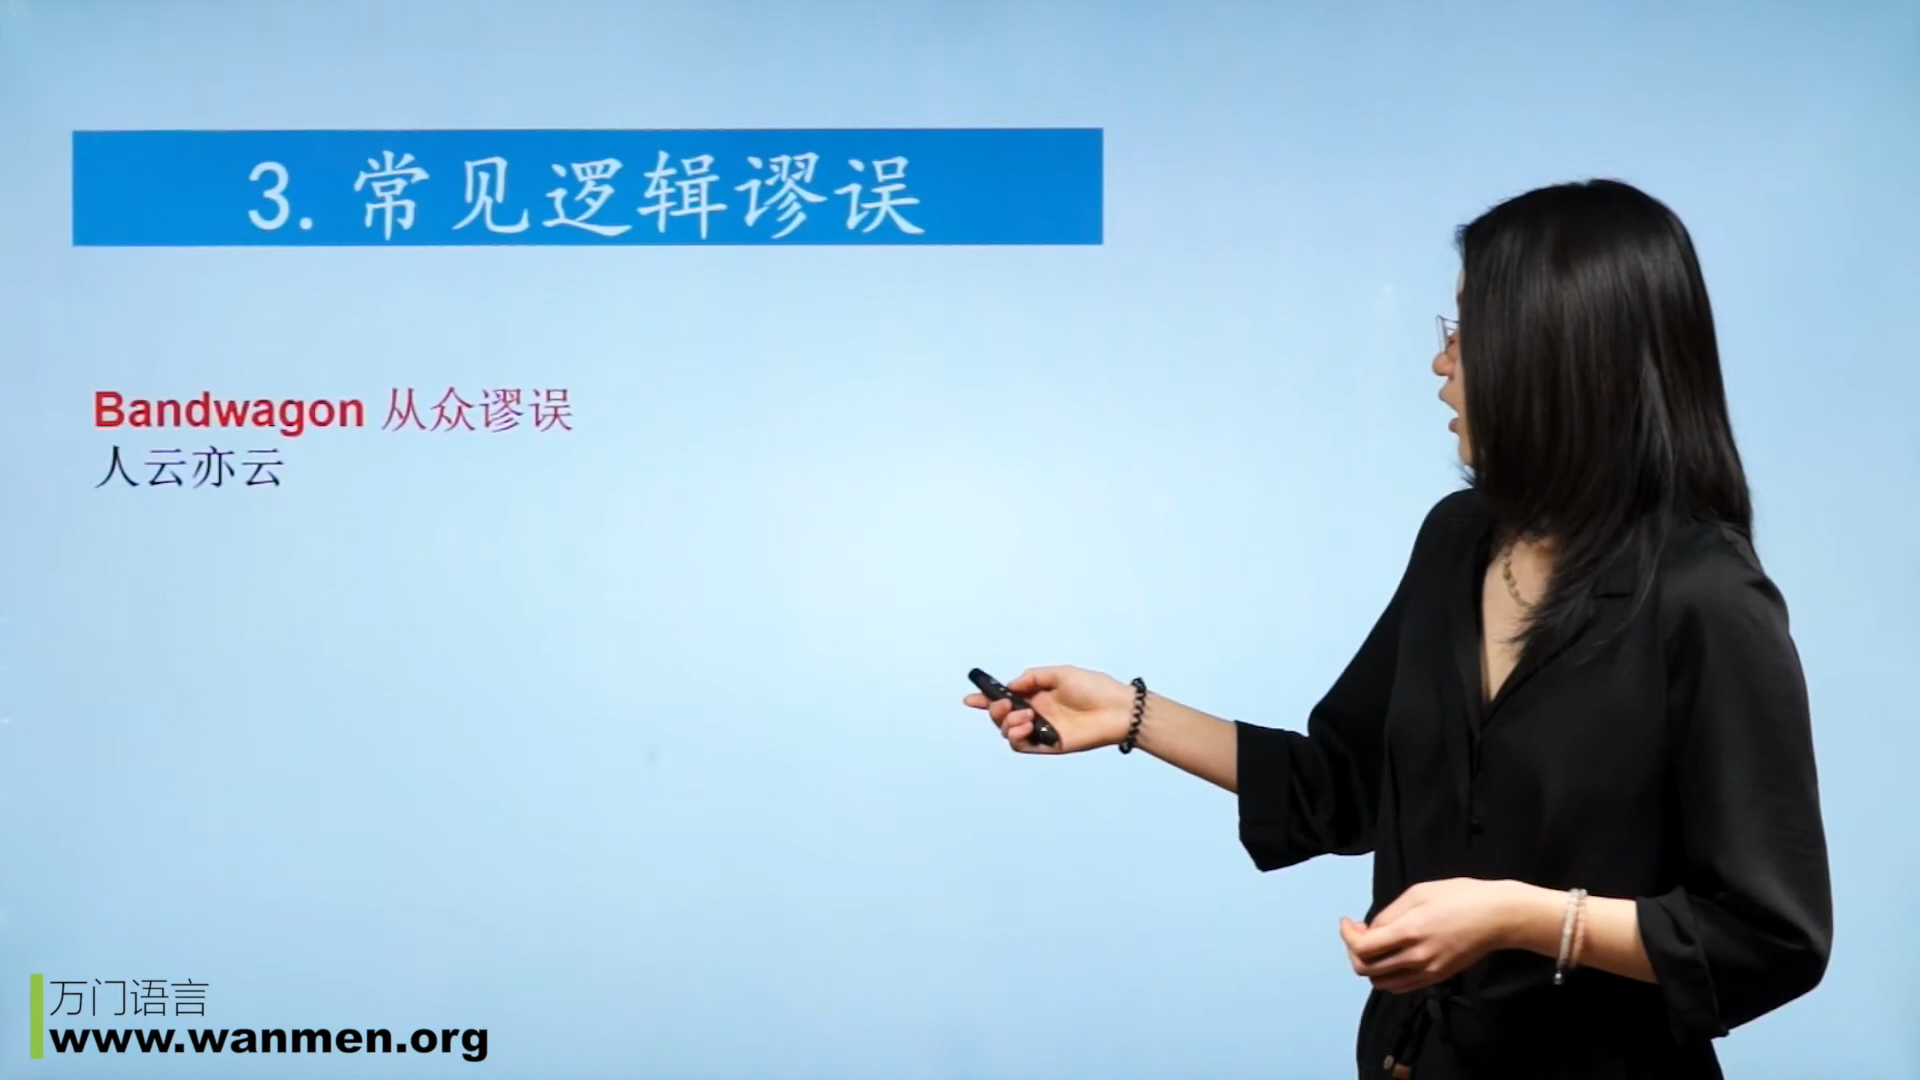 3. 常见逻辑谬误
Bandwagon 从众谬误
人云亦云
万门语言
www.wanmen.org